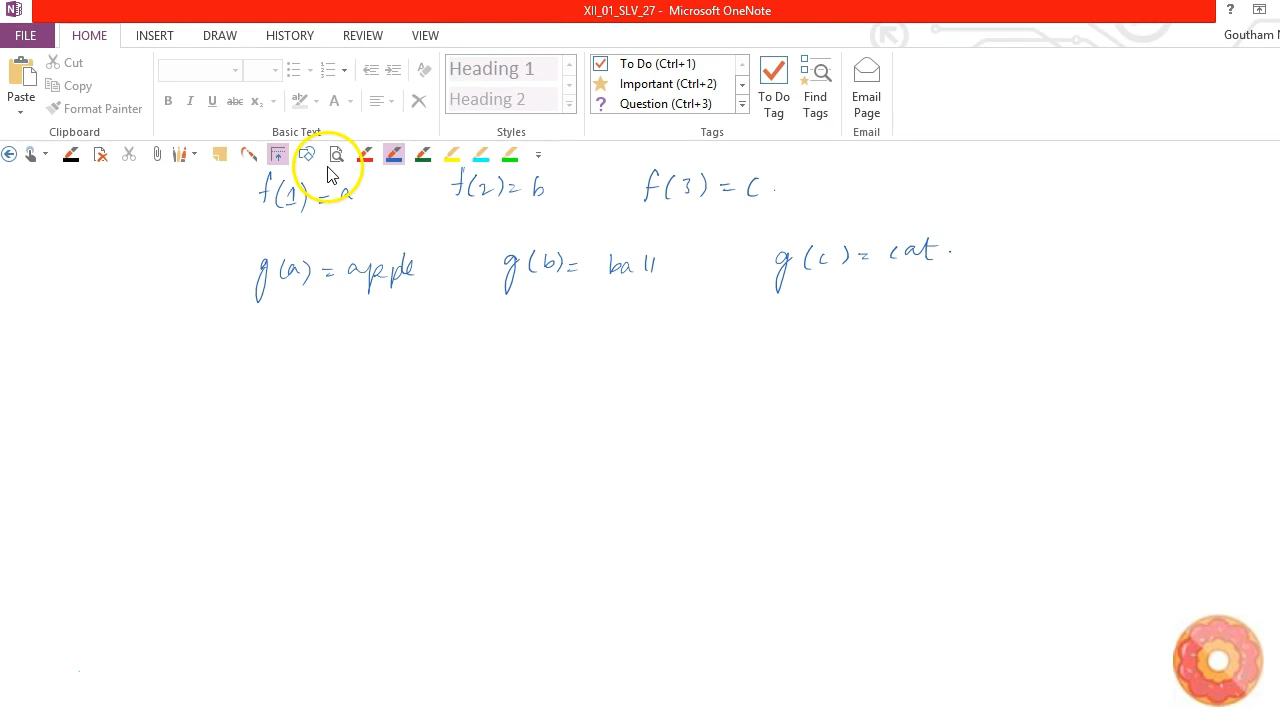 XII_01_SLV_27 - Microsoft OneNote
FILE HOME INSERT DRAW HISTORY REVIEW VIEW Goutham
Paste Cut Copy Format Painter Clipboard
B I U abc X₂ A Basic Text
Heading 1 Heading 2 Styles
To Do (Ctrl+1) Important (Ctrl+2) Question (Ctrl+3) To Do Tag Find Tags Tags
Email Page Email
f(1) = a f(2) = b f(3) = c.
g(a) = apple g(b) = ball g(c) = cat.